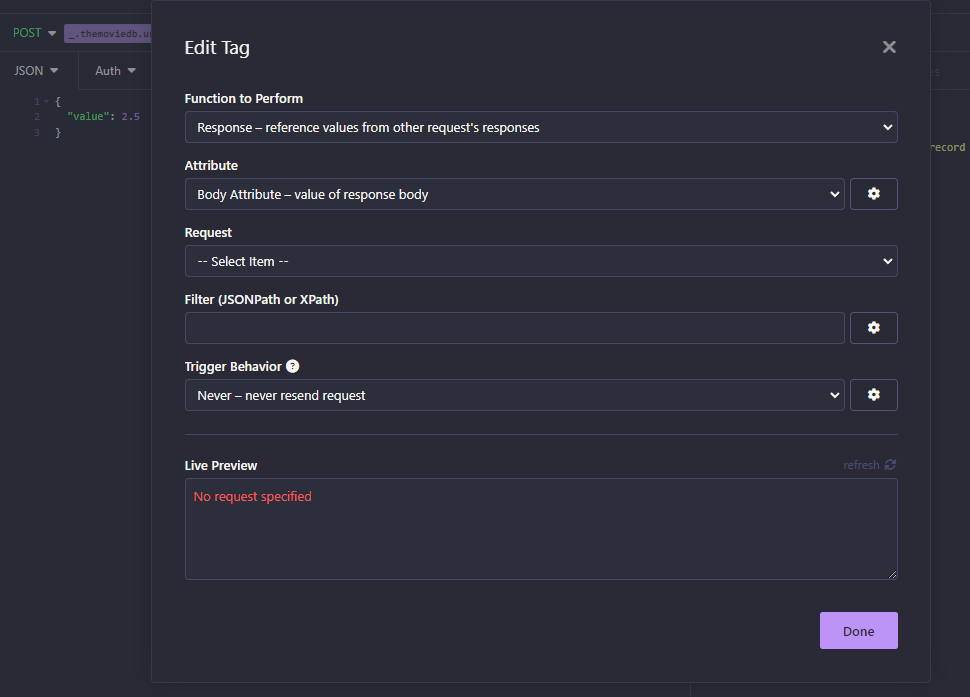 POST
_.themoviedb.u
JSON
Auth
1 {
2 "value": 2.5
3 }
record
Edit Tag
Function to Perform
Response – reference values from other request's responses
Attribute
Body Attribute – value of response body
Request
-- Select Item --
Filter (JSONPath or XPath)
Trigger Behavior ?
Never – never resend request
Live Preview
refresh
No request specified
Done